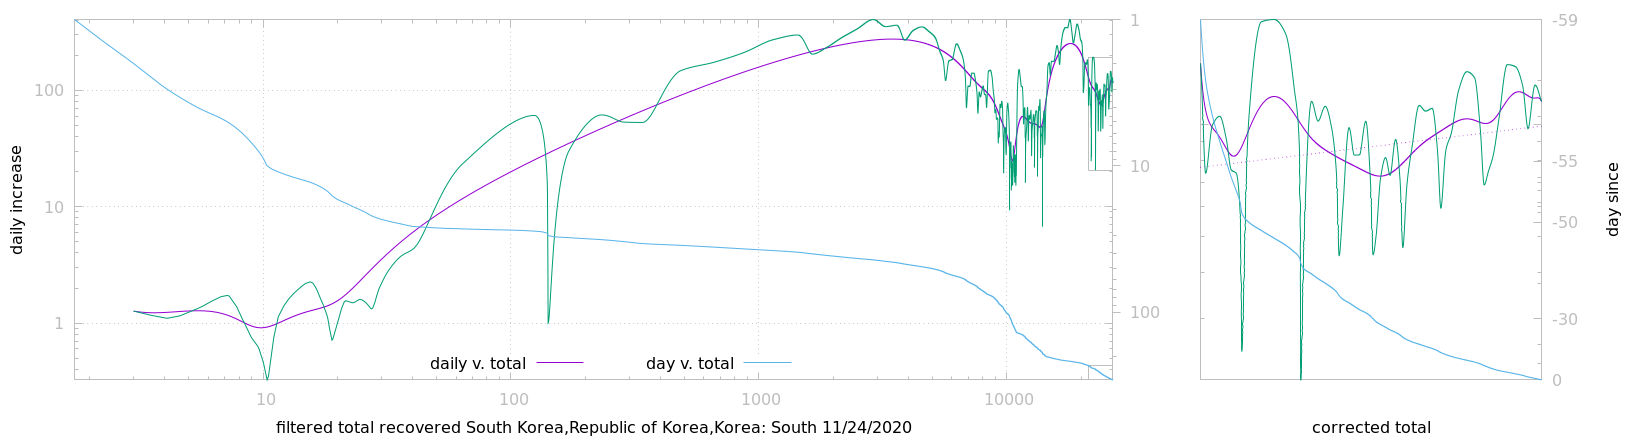 daily increase
100
10
1
10
100
1000
10000
1
10
100
daily v. total
day v. total
filtered total recovered South Korea,Republic of Korea,Korea: South 11/24/2020
-59
-55
-50
-30
0
day since
corrected total